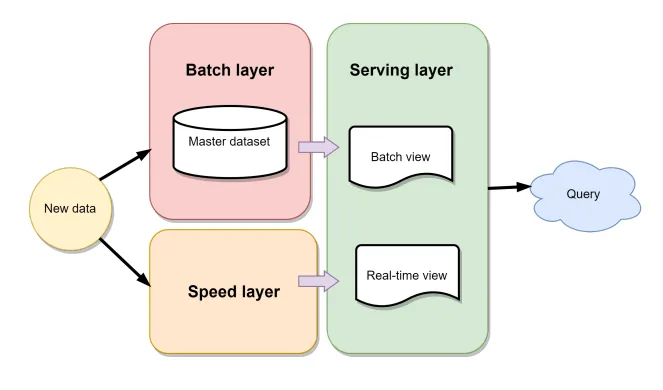 Batch layer
Serving layer
Master dataset
Batch view
New data
Query
Real-time view
Speed layer